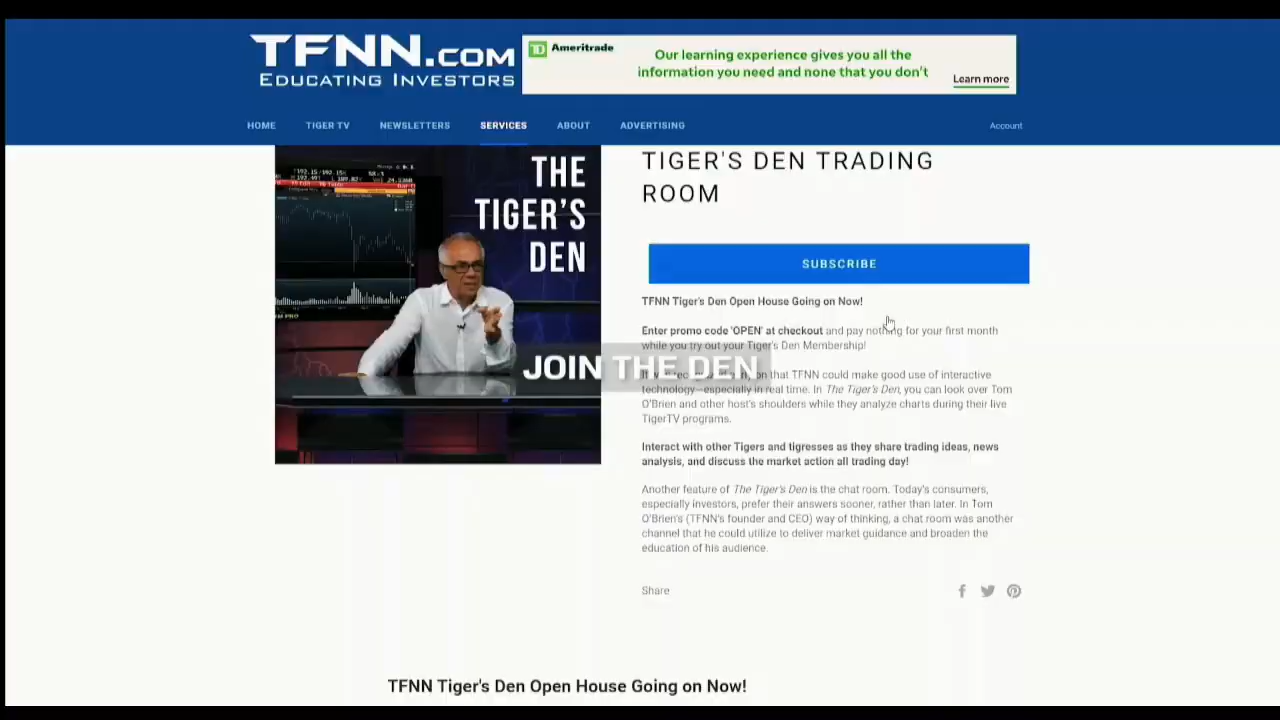 TFNN.COM
EDUCATING INVESTORS
TD Ameritrade
Our learning experience gives you all the
information you need and none that you don't
Learn more
HOME TIGER TV NEWSLETTERS SERVICES ABOUT ADVERTISING Account
THE
TIGER'S
DEN
TIGER'S DEN TRADING
ROOM
SUBSCRIBE
TFNN Tiger's Den Open House Going on Now!
Enter promo code 'OPEN' at checkout and pay nothing for your first month
while you try out your Tiger's Den Membership!
JOIN THE DEN
on that TFNN could make good use of interactive
technology—especially in real time. In The Tiger's Den, you can look over Tom
O'Brien and other host's shoulders while they analyze charts during their live
TigerTV programs.
Interact with other Tigers and tigresses as they share trading ideas, news
analysis, and discuss the market action all trading day!
Another feature of The Tiger's Den is the chat room. Today's consumers,
especially investors, prefer their answers sooner, rather than later. In Tom
O'Brien's (TFNN's founder and CEO) way of thinking, a chat room was another
channel that he could utilize to deliver market guidance and broaden the
education of his audience.
Share
TFNN Tiger's Den Open House Going on Now!